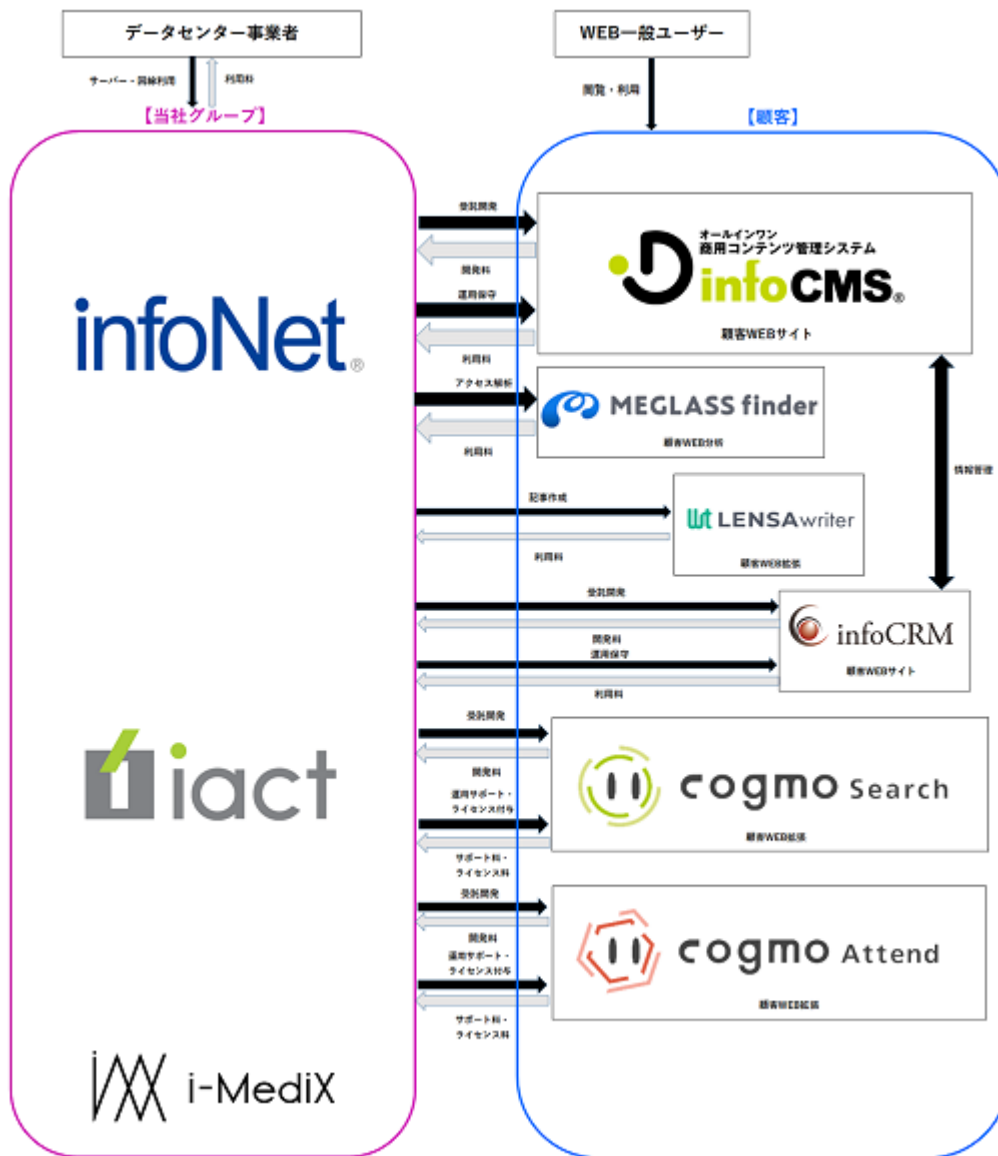 データセンター事業者
WEB一般ユーザー
サーバー・回線利用
利用料
閲覧・利用
【当社グループ】
【顧客】
infoNet®
受託開発
開発料
運用保守
利用料
オールインワン
商用コンテンツ管理システム
infoCMS®
顧客WEBサイト
アクセス解析
利用料
MEGLASS finder
顧客WEB分析
情報管理
記事作成
利用料
LENSAwriter
顧客WEB拡張
受託開発
開発料
運用保守
利用料
infoCRM
顧客WEBサイト
iact
受託開発
開発料
運用サポート・
ライセンス付与
サポート料・
ライセンス料
cogmo Search
顧客WEB拡張
受託開発
開発料
運用サポート・
ライセンス付与
サポート料・
ライセンス料
cogmo Attend
顧客WEB拡張
i-MediX